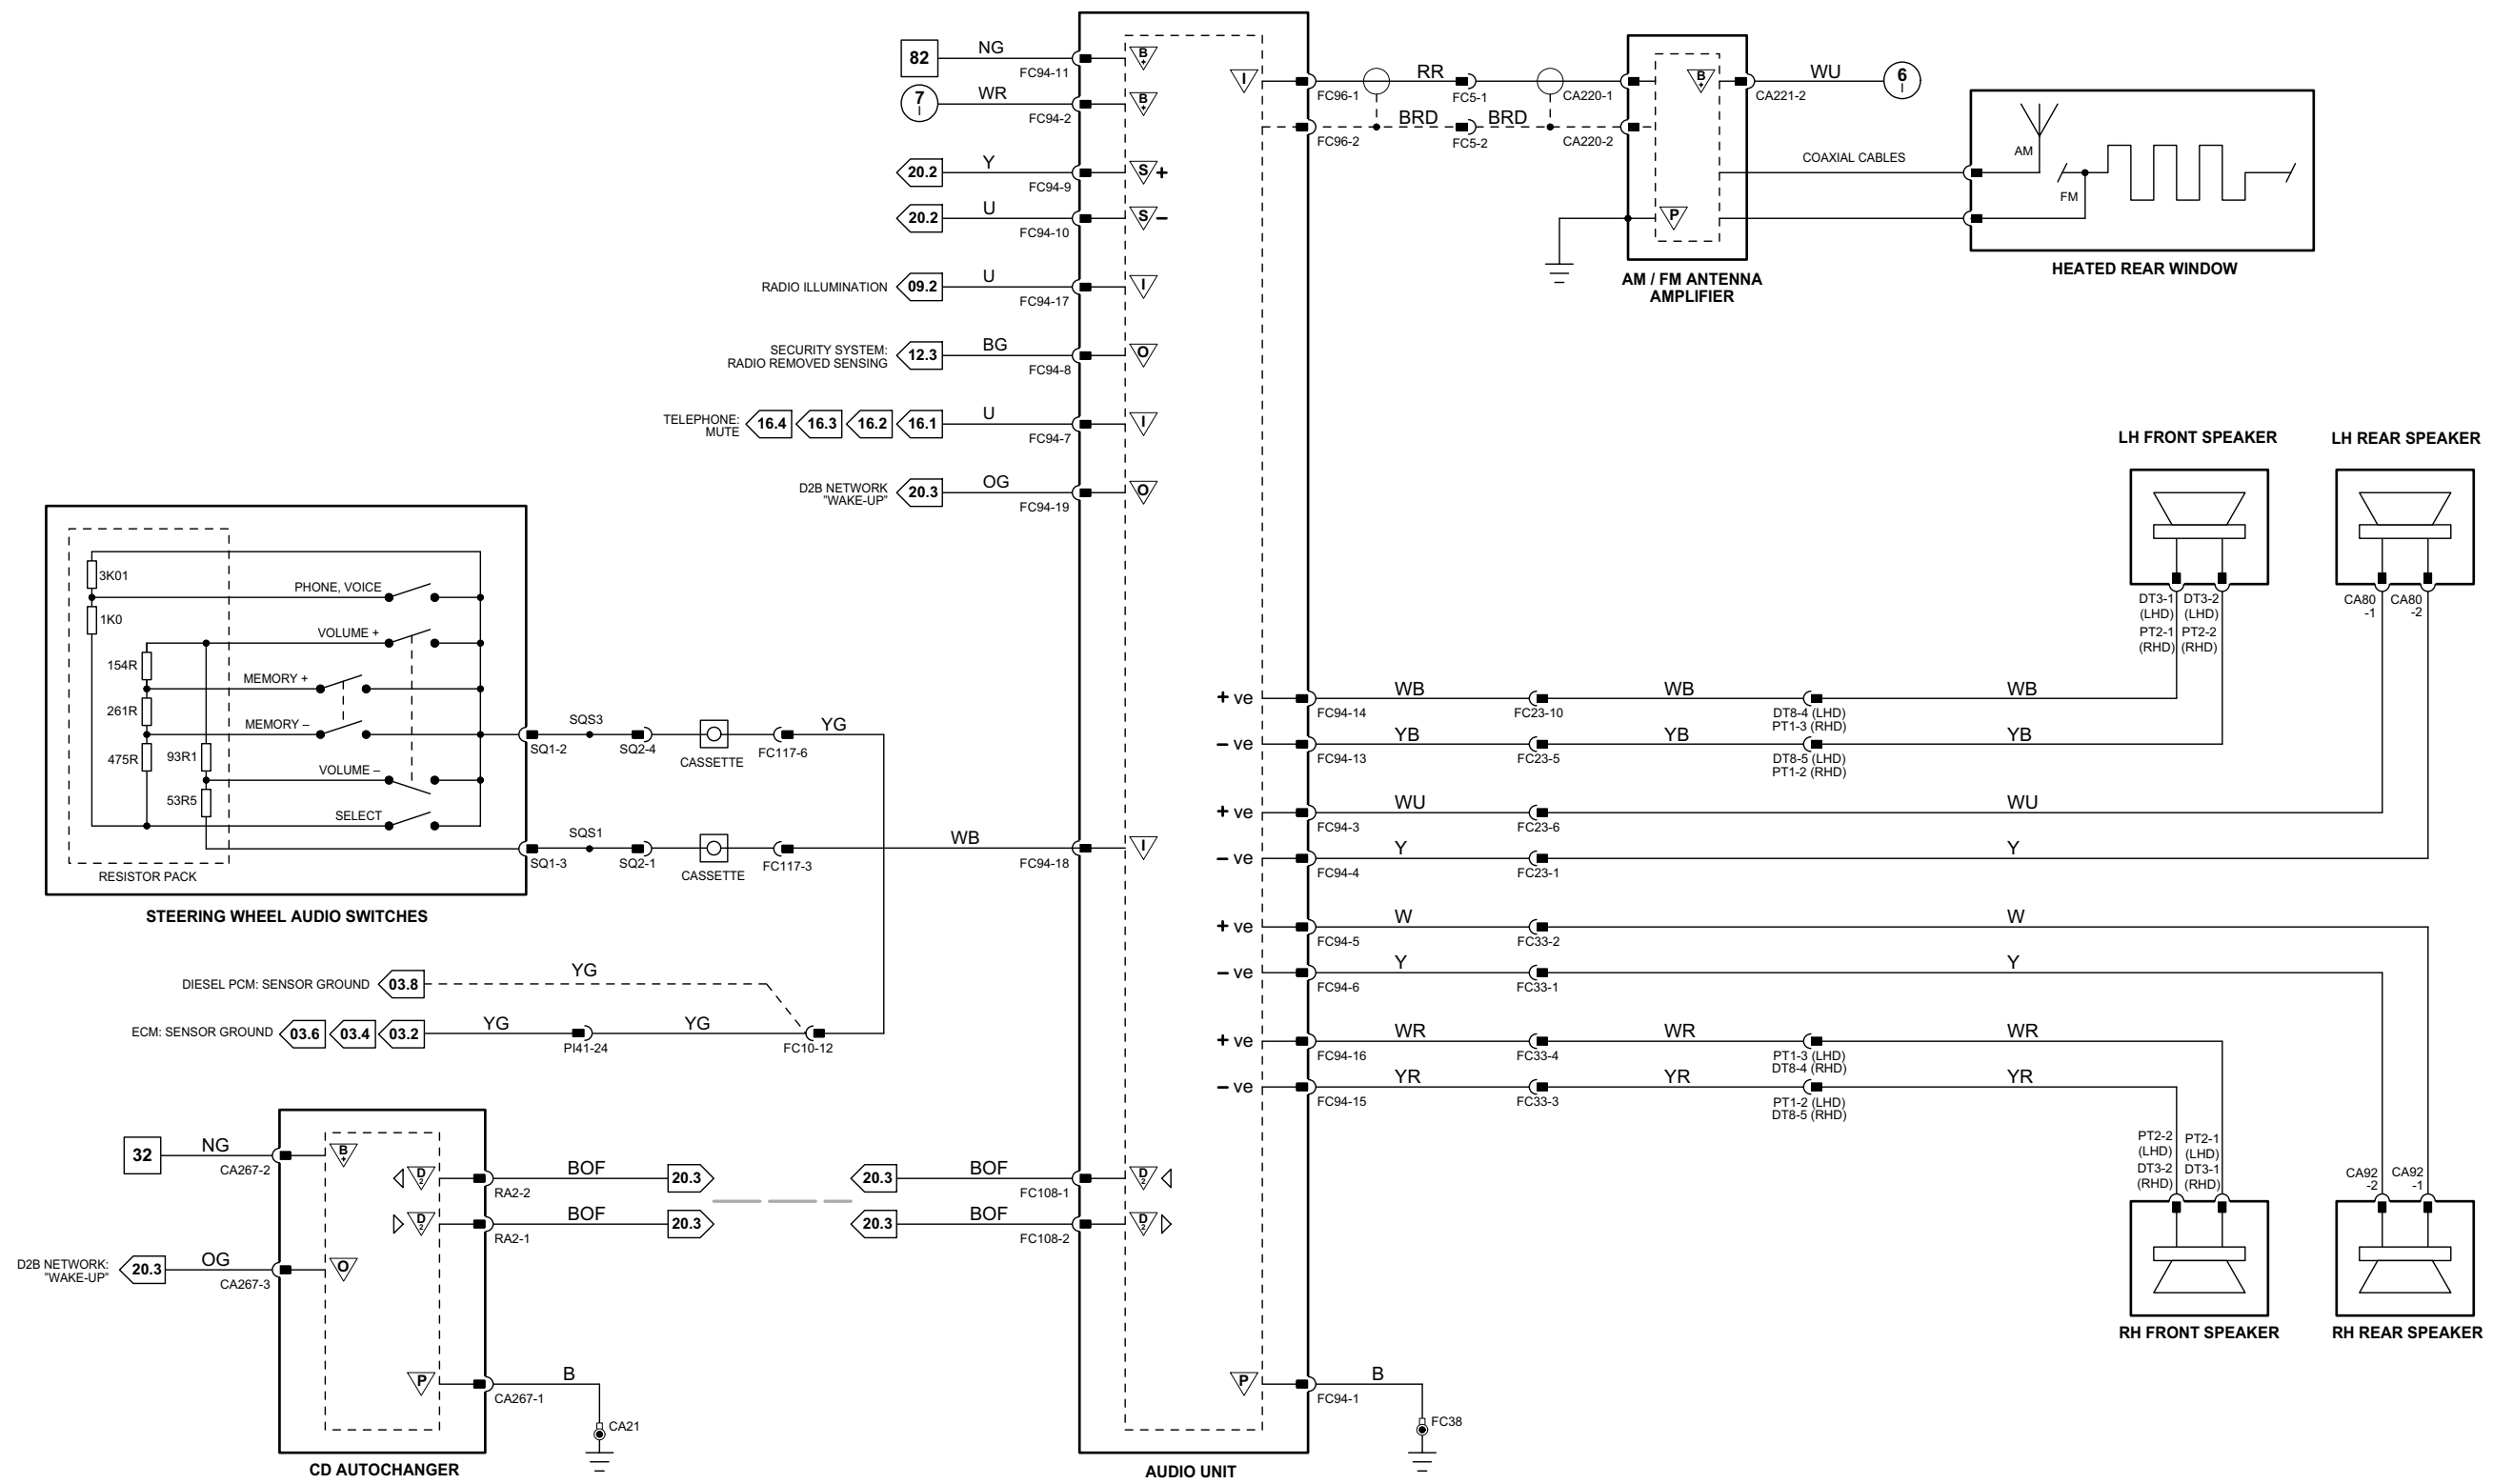 82
NG
FC94-11
B+
7
I
WR
FC94-2
B+
20.2
Y
FC94-9
S+
20.2
U
FC94-10
S–
RADIO ILLUMINATION
09.2
U
FC94-17
I
SECURITY SYSTEM:
RADIO REMOVED SENSING
12.3
BG
FC94-8
O
TELEPHONE:
MUTE
16.4
16.3
16.2
16.1
U
FC94-7
I
D2B NETWORK
"WAKE-UP"
20.3
OG
FC94-19
O
I
FC96-1
RR
FC5-1
CA220-1
B+
CA221-2
WU
6
I
FC96-2
BRD
BRD
FC5-2
CA220-2
COAXIAL CABLES
P
AM
FM
AM / FM ANTENNA
AMPLIFIER
HEATED REAR WINDOW
LH FRONT SPEAKER
LH REAR SPEAKER
DT3-1
(LHD)
PT2-1
(RHD)
DT3-2
(LHD)
PT2-2
(RHD)
CA80
-1
CA80
-2
3K01
1K0
154R
261R
475R
93R1
53R5
PHONE, VOICE
VOLUME +
MEMORY +
MEMORY –
VOLUME –
SELECT
RESISTOR PACK
STEERING WHEEL AUDIO SWITCHES
SQ1-2
SQS3
SQ2-4
CASSETTE
FC117-6
YG
SQ1-3
SQS1
SQ2-1
CASSETTE
FC117-3
WB
FC94-18
I
+ ve
FC94-14
WB
FC23-10
WB
DT8-4 (LHD)
PT1-3 (RHD)
WB
– ve
FC94-13
YB
FC23-5
YB
DT8-5 (LHD)
PT1-2 (RHD)
YB
+ ve
FC94-3
WU
FC23-6
WU
– ve
FC94-4
Y
FC23-1
Y
+ ve
FC94-5
W
FC33-2
W
– ve
FC94-6
Y
FC33-1
Y
+ ve
FC94-16
WR
FC33-4
WR
PT1-3 (LHD)
DT8-4 (RHD)
WR
– ve
FC94-15
YR
FC33-3
YR
PT1-2 (LHD)
DT8-5 (RHD)
YR
DIESEL PCM: SENSOR GROUND
03.8
YG
ECM: SENSOR GROUND
03.6
03.4
03.2
YG
PI41-24
YG
FC10-12
32
NG
CA267-2
B+
D2
RA2-2
BOF
20.3
20.3
BOF
FC108-1
D2
D2
RA2-1
BOF
20.3
20.3
BOF
FC108-2
D2
D2B NETWORK:
"WAKE-UP"
20.3
OG
CA267-3
O
P
CA267-1
B
CA21
CD AUTOCHANGER
P
FC94-1
B
FC38
AUDIO UNIT
PT2-2
(LHD)
DT3-2
(RHD)
PT2-1
(LHD)
DT3-1
(RHD)
CA92
-2
CA92
-1
RH FRONT SPEAKER
RH REAR SPEAKER